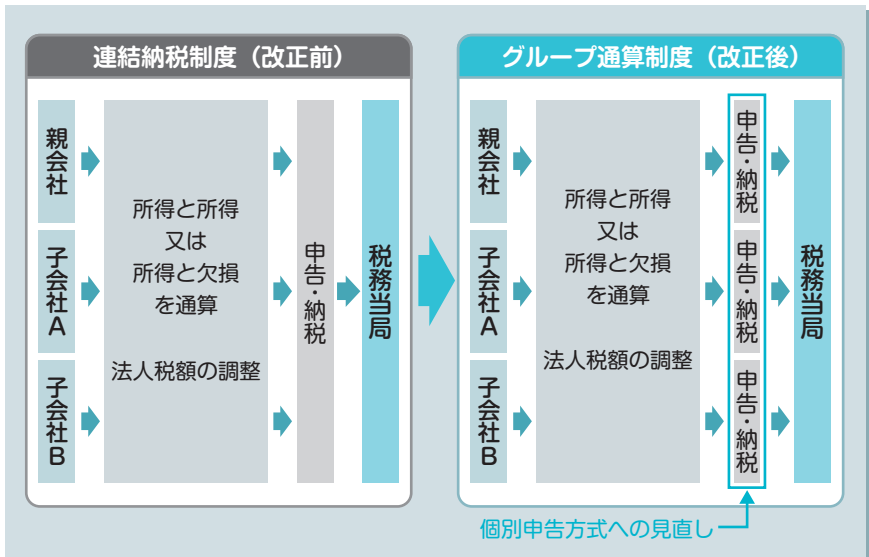 連結納税制度（改正前）
親会社
子会社A
子会社B
所得と所得
又は
所得と欠損
を通算
法人税額の調整
申告・納税
税務当局
グループ通算制度（改正後）
親会社
子会社A
子会社B
所得と所得
又は
所得と欠損
を通算
法人税額の調整
申告・納税
申告・納税
申告・納税
税務当局
個別申告方式への見直し